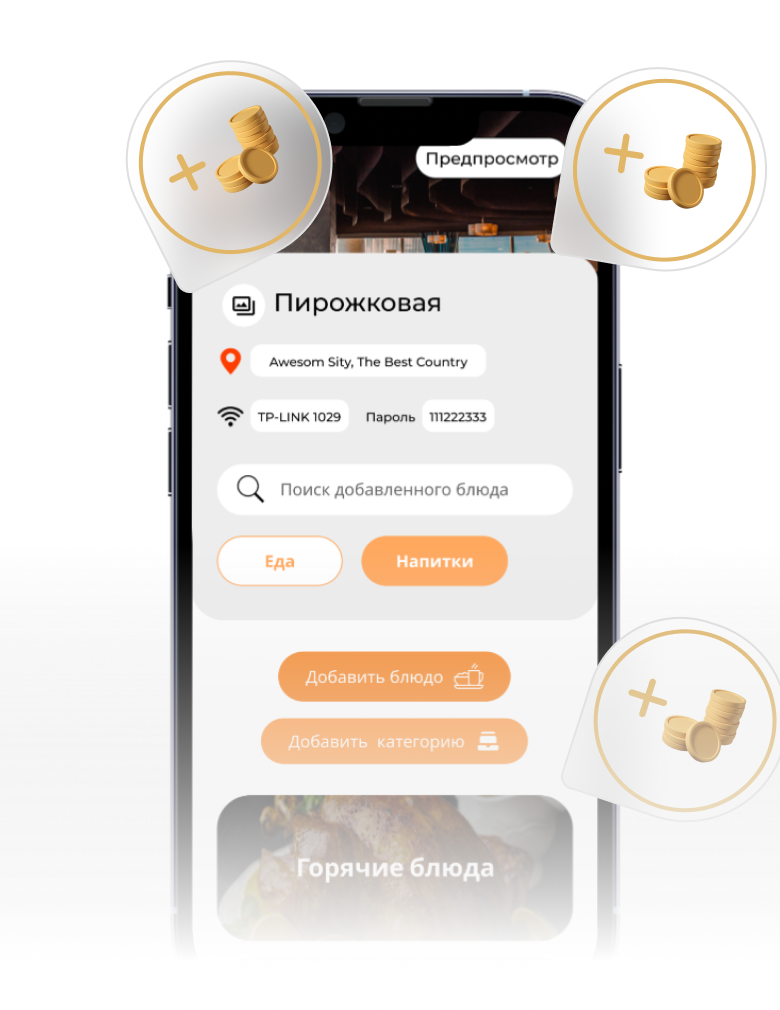 Предпросмотр
Пирожковая
Awesom Sity, The Best Country
TP-LINK 1029 Пароль 111222333
Поиск добавленного блюда
Еда Напитки
Добавить блюдо
Добавить категорию
Горячие блюда